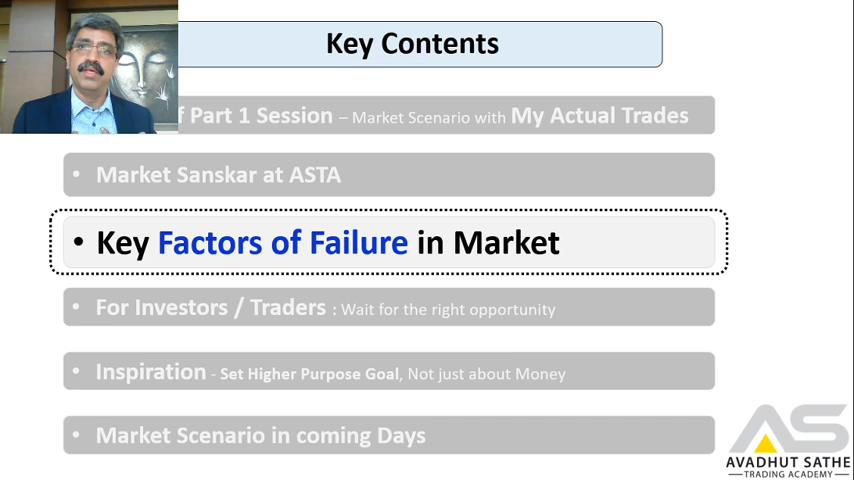 Key Contents
f Part 1 Session – Market Scenario with My Actual Trades
• Market Sanskar at ASTA
• Key Factors of Failure in Market
• For Investors / Traders : Wait for the right opportunity
• Inspiration - Set Higher Purpose Goal, Not just about Money
• Market Scenario in coming Days
AS
AVADHUT SATHE
TRADING ACADEMY